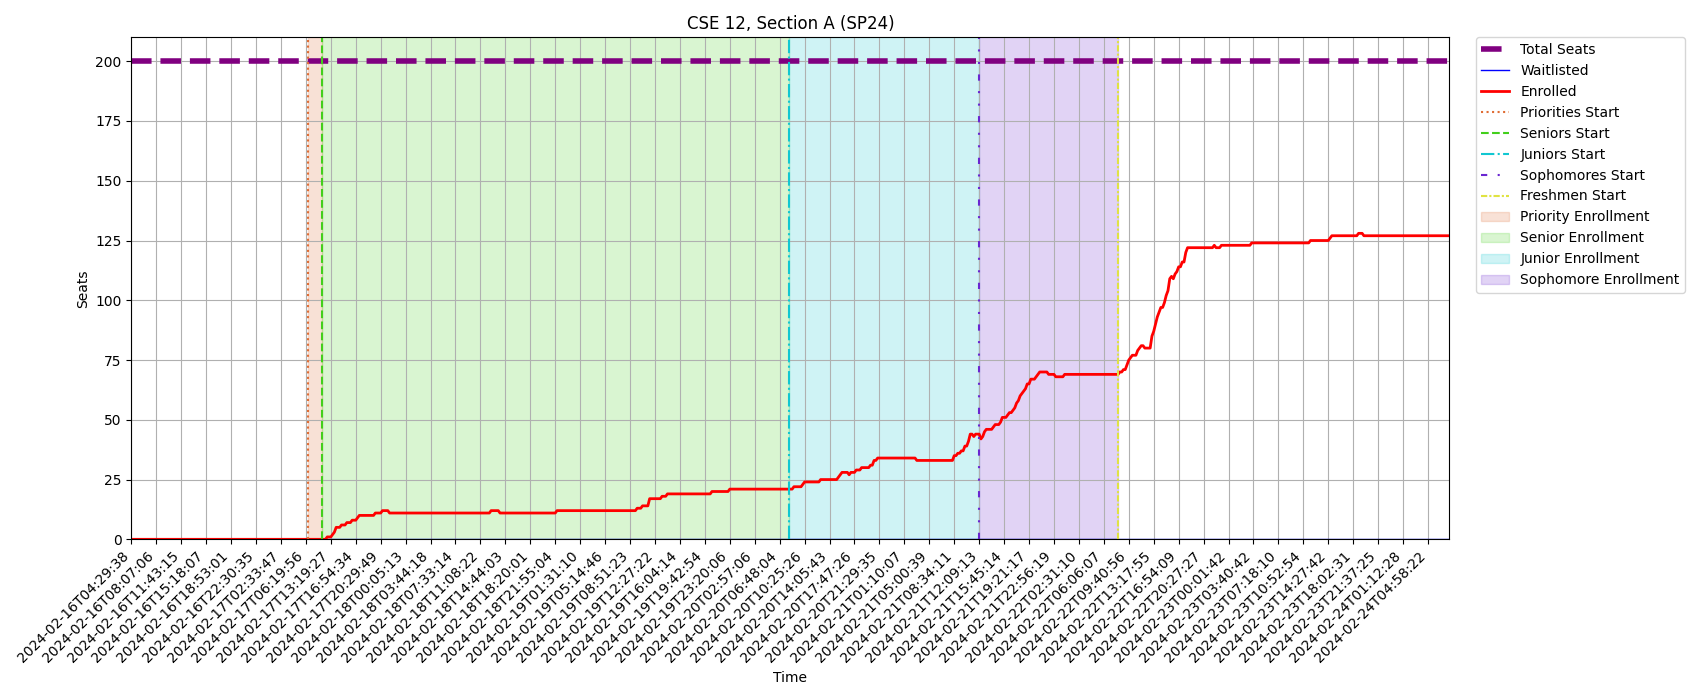 CSE 12, Section A (SP24)
Seats
200
175
150
125
100
75
50
25
0
2024-02-16T04:29:38
2024-02-16T08:07:06
2024-02-16T11:43:15
2024-02-16T15:18:07
2024-02-16T18:53:01
2024-02-16T22:30:35
2024-02-17T02:33:47
2024-02-17T06:19:56
2024-02-17T13:19:27
2024-02-17T16:54:34
2024-02-17T20:29:49
2024-02-18T00:05:13
2024-02-18T03:44:18
2024-02-18T07:33:14
2024-02-18T11:08:22
2024-02-18T14:44:03
2024-02-18T18:20:01
2024-02-18T21:55:04
2024-02-19T01:31:10
2024-02-19T05:14:46
2024-02-19T08:51:23
2024-02-19T12:27:22
2024-02-19T16:04:14
2024-02-19T19:42:54
2024-02-19T23:20:06
2024-02-20T02:57:06
2024-02-20T06:48:04
2024-02-20T10:25:26
2024-02-20T14:05:43
2024-02-20T17:47:26
2024-02-20T21:29:35
2024-02-21T01:10:07
2024-02-21T05:00:39
2024-02-21T08:34:11
2024-02-21T12:09:13
2024-02-21T15:45:14
2024-02-21T19:21:17
2024-02-21T22:56:19
2024-02-22T02:31:10
2024-02-22T06:06:07
2024-02-22T09:40:56
2024-02-22T13:17:55
2024-02-22T16:54:09
2024-02-22T20:27:27
2024-02-23T00:01:42
2024-02-23T03:40:42
2024-02-23T07:18:10
2024-02-23T10:52:54
2024-02-23T14:27:42
2024-02-23T18:02:31
2024-02-23T21:37:25
2024-02-24T01:12:28
2024-02-24T04:58:22
Time
Total Seats
Waitlisted
Enrolled
Priorities Start
Seniors Start
Juniors Start
Sophomores Start
Freshmen Start
Priority Enrollment
Senior Enrollment
Junior Enrollment
Sophomore Enrollment